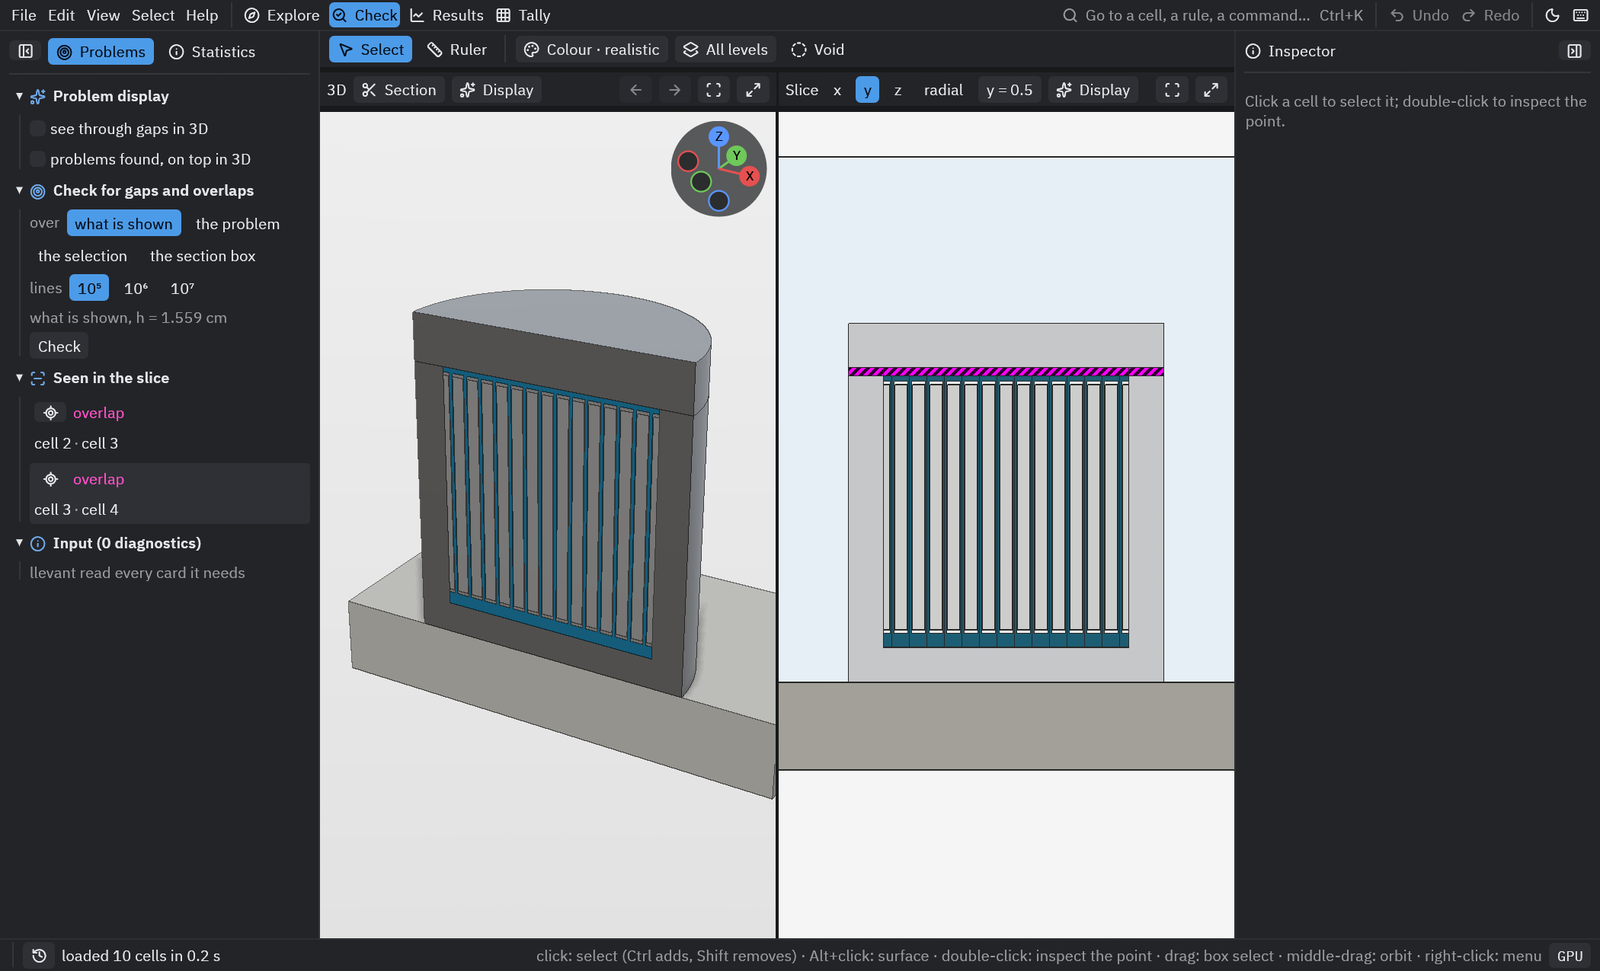 File Edit View Select Help Explore Check Results Tally Go to a cell, a rule, a command... Ctrl+K Undo Redo
Problems Statistics
Select Ruler Colour · realistic All levels Void
Inspector
3D Section Display
Slice x y z radial y = 0.5 Display
Click a cell to select it; double-click to inspect the
point.
Problem display
see through gaps in 3D
problems found, on top in 3D
Check for gaps and overlaps
over what is shown the problem
the selection the section box
lines 10⁵ 10⁶ 10⁷
what is shown, h = 1.559 cm
Check
Seen in the slice
overlap
cell 2 · cell 3
overlap
cell 3 · cell 4
Input (0 diagnostics)
llevant read every card it needs
Z
Y
X
loaded 10 cells in 0.2 s
click: select (Ctrl adds, Shift removes) · Alt+click: surface · double-click: inspect the point · drag: box select · middle-drag: orbit · right-click: menu GPU